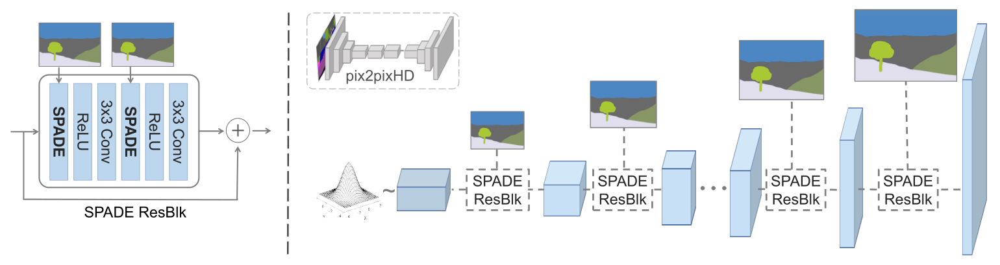 SPADE
ReLU
3x3 Conv
SPADE
ReLU
3x3 Conv
+
SPADE ResBlk
pix2pixHD
~
SPADE
ResBlk
SPADE
ResBlk
SPADE
ResBlk
SPADE
ResBlk